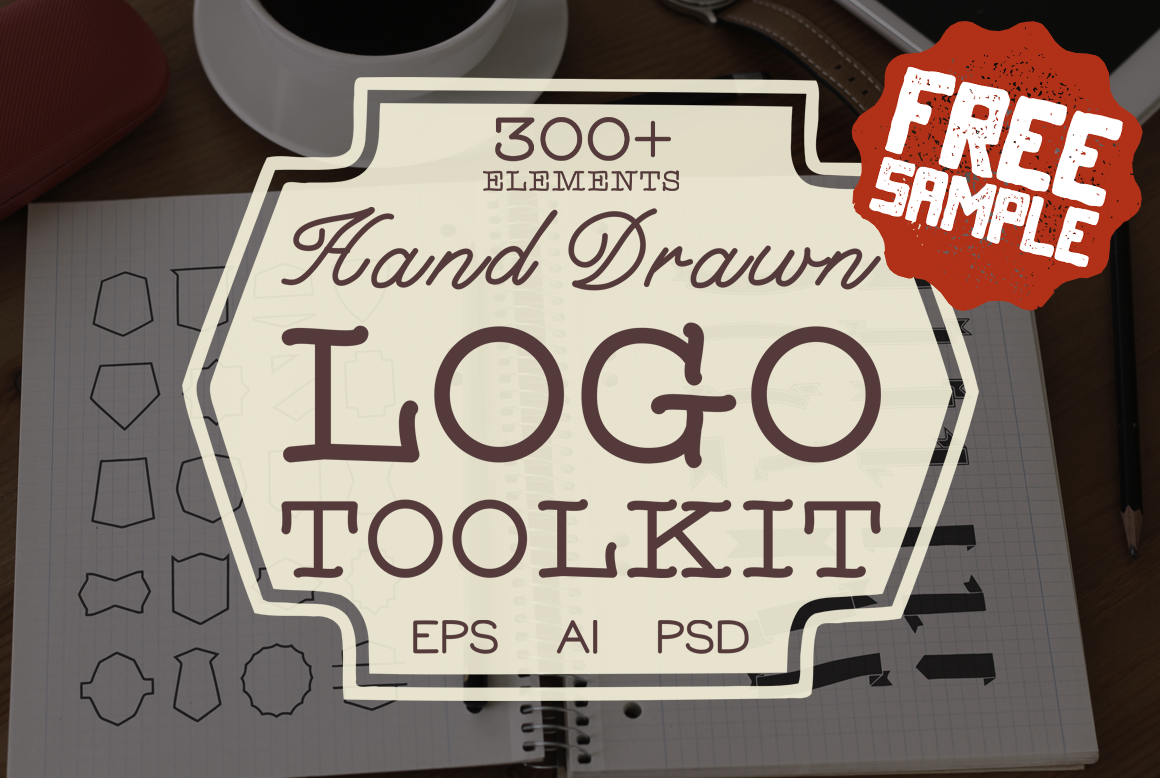 300+
ELEMENTS
Hand Drawn
LOGO
TOOLKIT
EPS AI PSD
FREE
SAMPLE